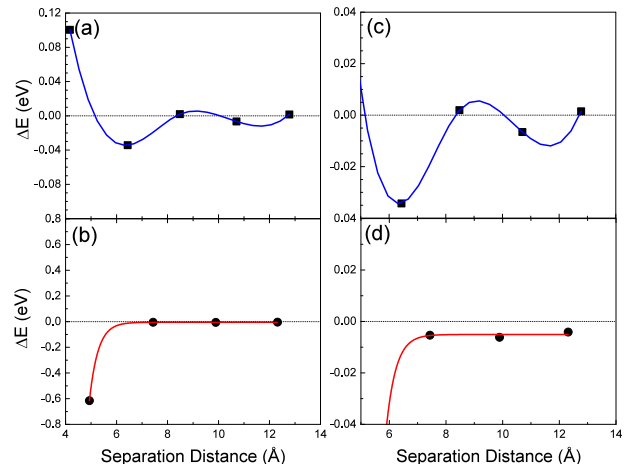 (a)
ΔE (eV)
0.12
0.08
0.04
0.00
-0.04
-0.08
(c)
0.04
0.02
0.00
-0.02
(b)
ΔE (eV)
0.8
0.6
0.4
0.2
0.0
-0.2
-0.4
-0.6
-0.8
4 6 8 10 12 14
Separation Distance (Å)
(d)
0.04
0.02
0.00
-0.02
-0.04
6 8 10 12 14
Separation Distance (Å)